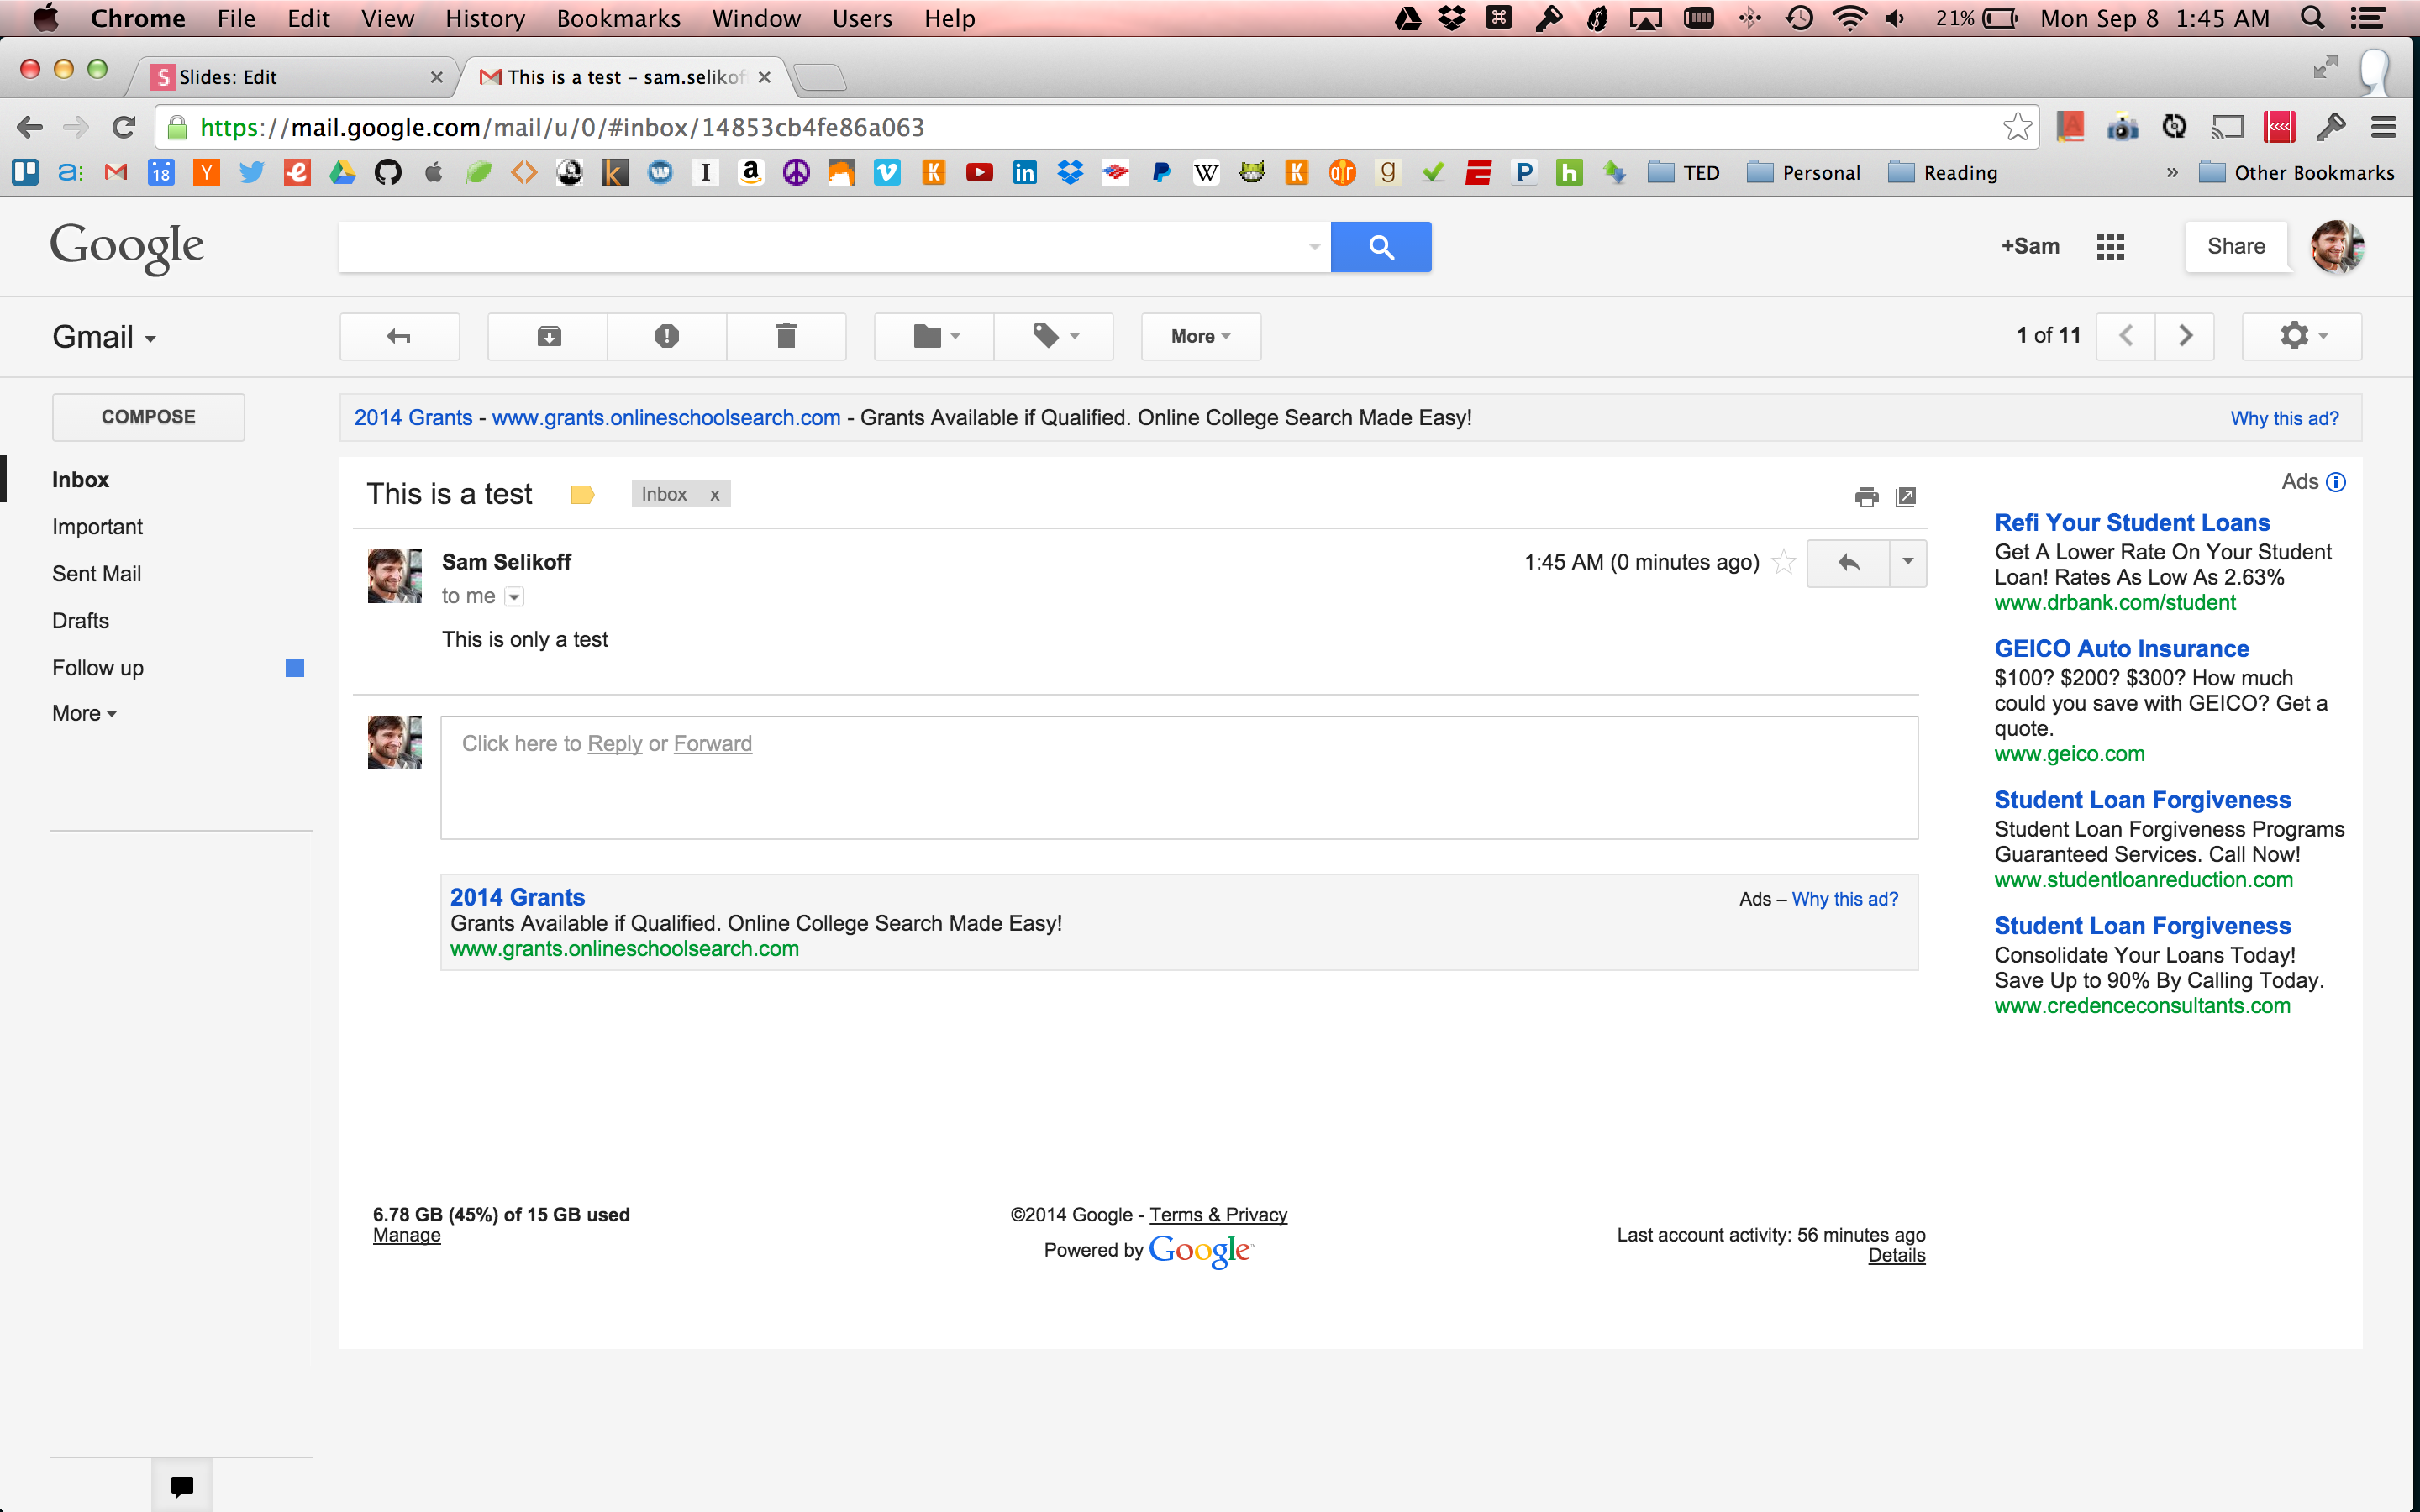 Chrome File Edit View History Bookmarks Window Users Help
21% Mon Sep 8 1:45 AM
Slides: Edit
This is a test – sam.selikof
https://mail.google.com/mail/u/0/#inbox/14853cb4fe86a063
TED Personal Reading » Other Bookmarks
Google
+Sam
Share
Gmail
More
1 of 11
COMPOSE
2014 Grants - www.grants.onlineschoolsearch.com - Grants Available if Qualified. Online College Search Made Easy!
Why this ad?
Inbox
Important
Sent Mail
Drafts
Follow up
More
This is a test
Inbox x
Sam Selikoff
1:45 AM (0 minutes ago)
to me
This is only a test
Click here to Reply or Forward
2014 Grants
Ads – Why this ad?
Grants Available if Qualified. Online College Search Made Easy!
www.grants.onlineschoolsearch.com
Ads
Refi Your Student Loans
Get A Lower Rate On Your Student
Loan! Rates As Low As 2.63%
www.drbank.com/student
GEICO Auto Insurance
$100? $200? $300? How much
could you save with GEICO? Get a
quote.
www.geico.com
Student Loan Forgiveness
Student Loan Forgiveness Programs
Guaranteed Services. Call Now!
www.studentloanreduction.com
Student Loan Forgiveness
Consolidate Your Loans Today!
Save Up to 90% By Calling Today.
www.credenceconsultants.com
6.78 GB (45%) of 15 GB used
Manage
©2014 Google - Terms & Privacy
Powered by Google
Last account activity: 56 minutes ago
Details